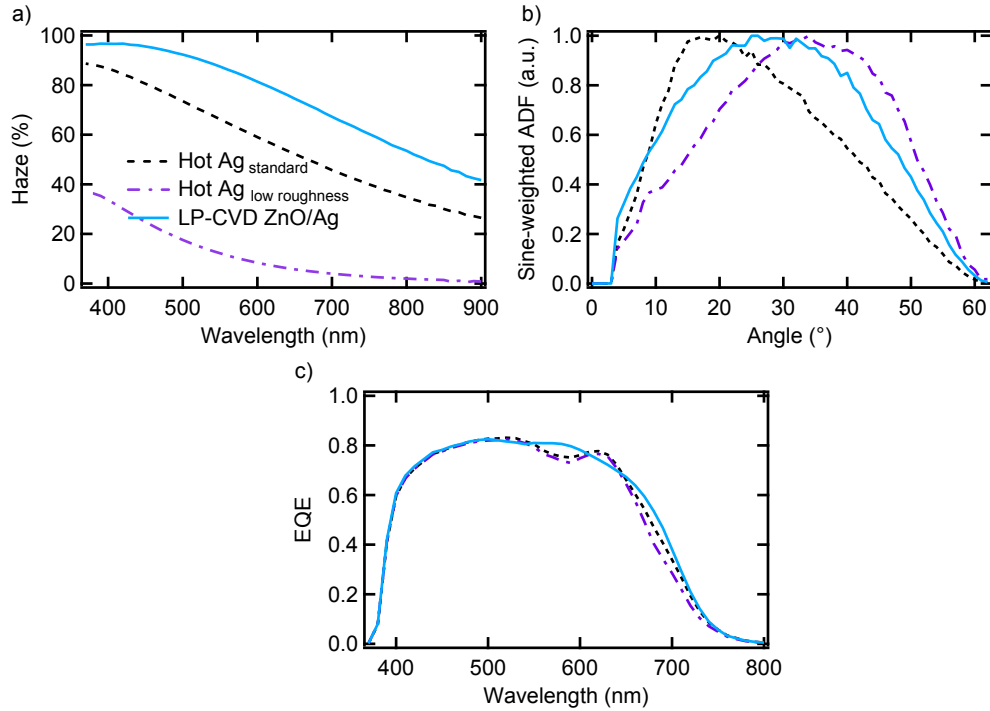 a)
100
80
60
40
20
0
Haze (%)
Hot Ag standard
Hot Ag low roughness
LP-CVD ZnO/Ag
400 500 600 700 800 900
Wavelength (nm)
b)
1.0
0.8
0.6
0.4
0.2
0.0
Sine-weighted ADF (a.u.)
0 10 20 30 40 50 60
Angle (°)
c)
1.0
0.8
0.6
0.4
0.2
0.0
EQE
400 500 600 700 800
Wavelength (nm)